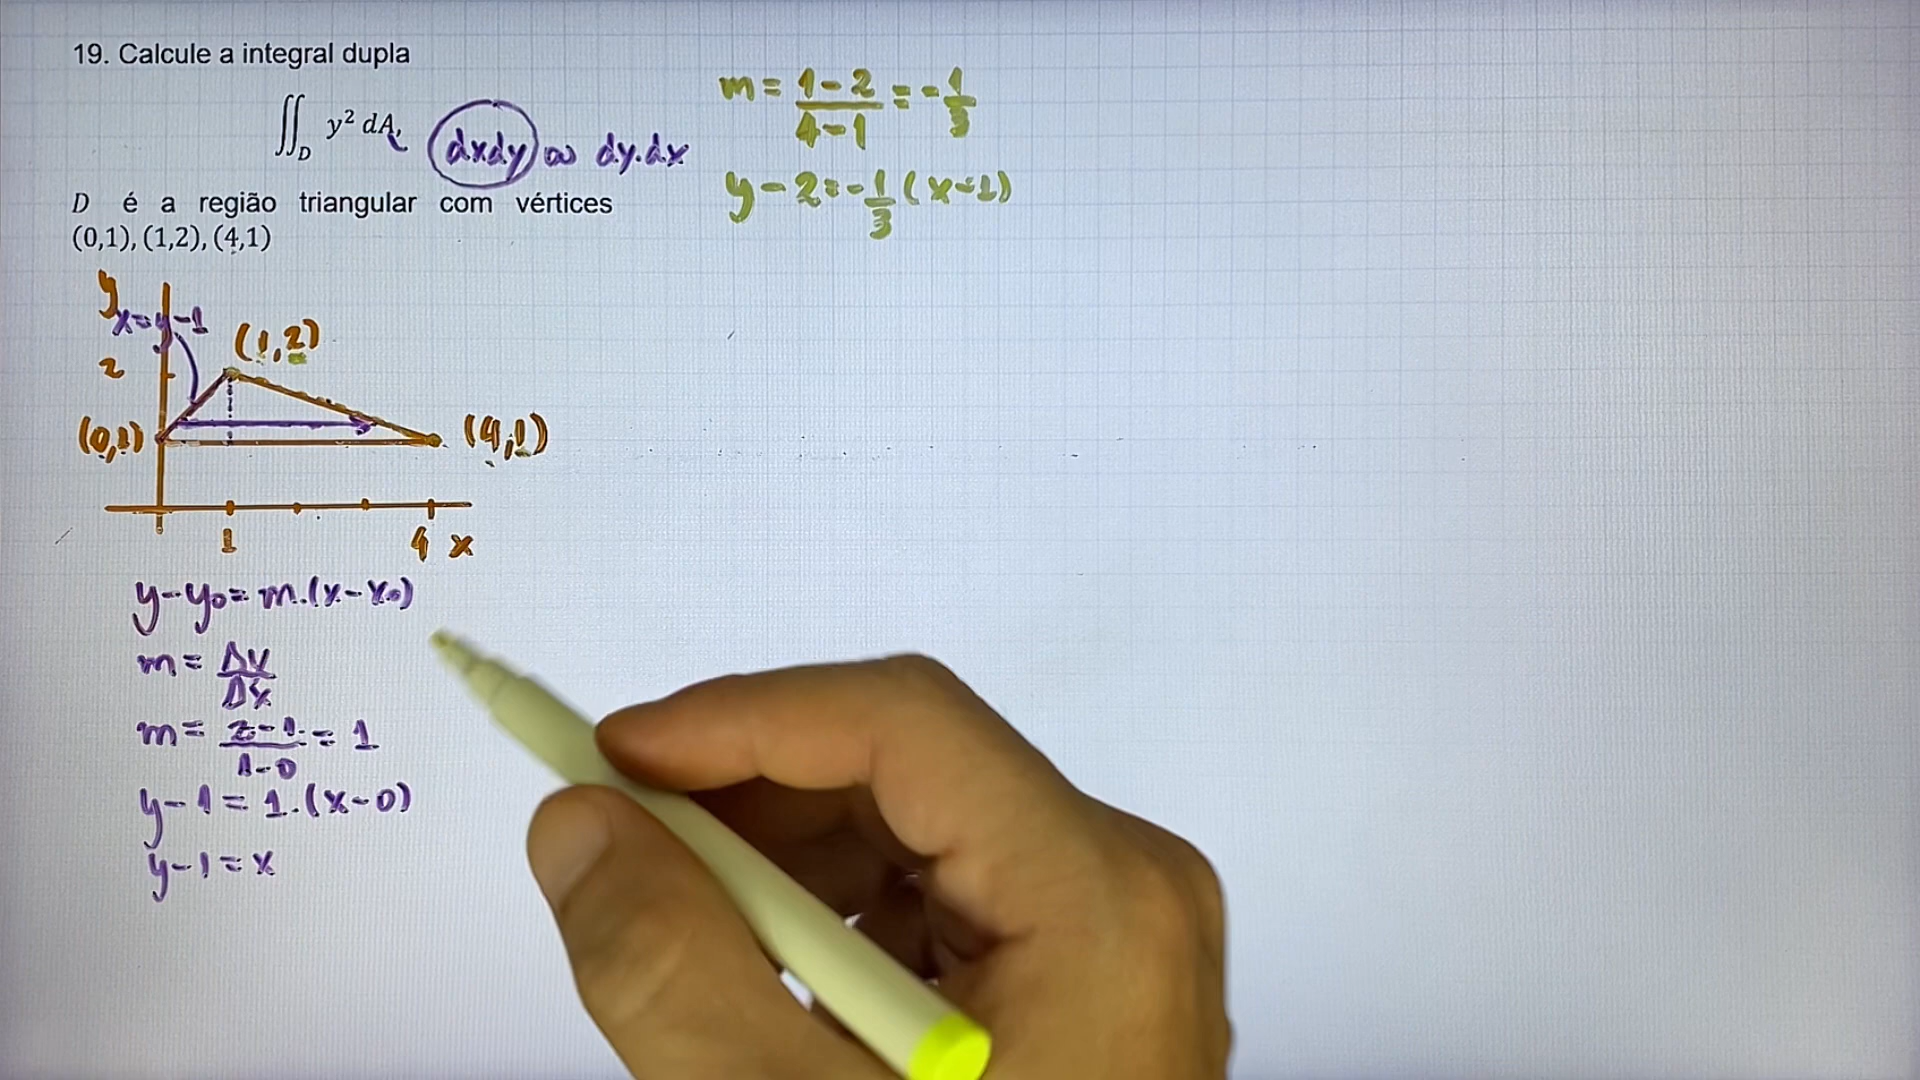 19. Calcule a integral dupla
∬_D y² dA, dxdy ou dy.dx
D é a região triangular com vértices
(0,1), (1,2), (4,1)
y
x=y-1
(1,2)
2
(0,1)
(4,1)
1
4 x
y-y₀=m.(x-x₀)
m=Δy/Δx
m=2-1/1-0=1
y-1=1.(x-0)
y-1=x
m=1-2/4-1=-1/3
y-2=-1/3(x-1)